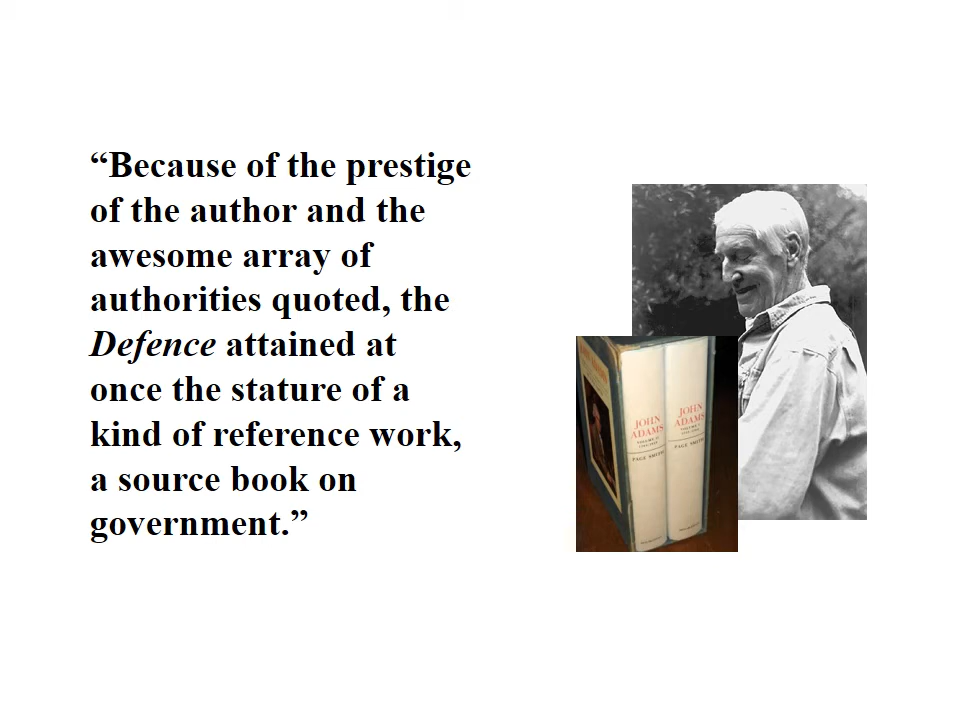 “Because of the prestige
of the author and the
awesome array of
authorities quoted, the
Defence attained at
once the stature of a
kind of reference work,
a source book on
government.”
JOHN
ADAMS
PAGE SMITH
JOHN
ADAMS
PAGE SMITH